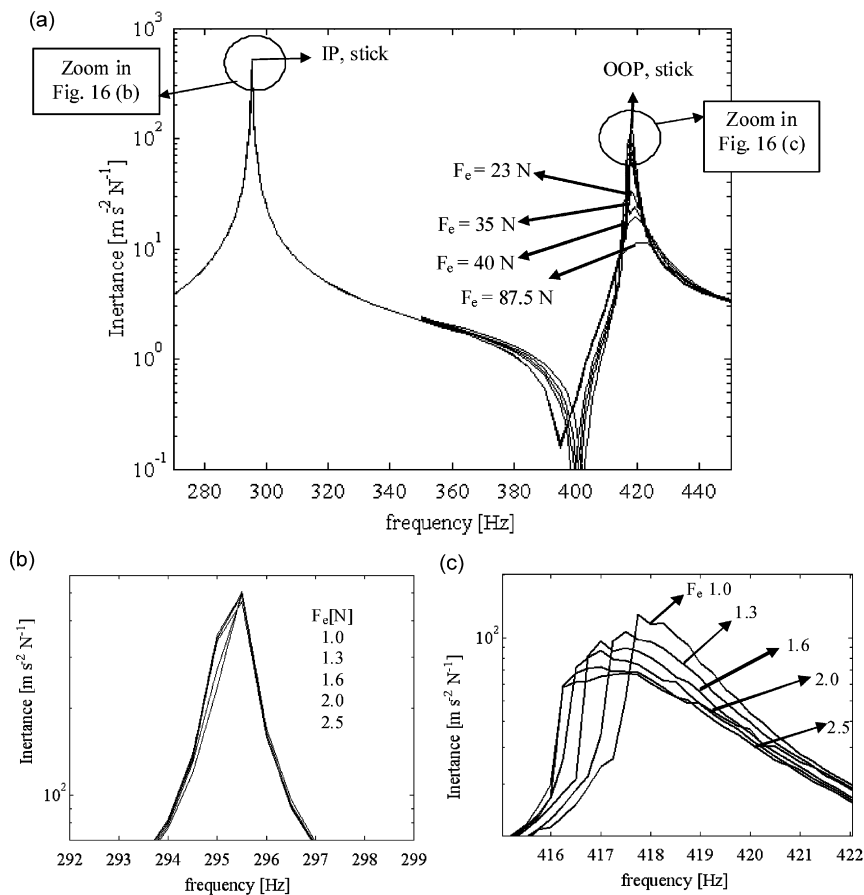 (a)
10³
10²
10¹
10⁰
10⁻¹
Inertance [m s⁻² N⁻¹]
Zoom in
Fig. 16 (b)
IP, stick
OOP, stick
Zoom in
Fig. 16 (c)
Fₑ = 23 N
Fₑ = 35 N
Fₑ = 40 N
Fₑ = 87.5 N
280 300 320 340 360 380 400 420 440
frequency [Hz]
(b)
Inertance [m s⁻² N⁻¹]
10²
Fₑ[N]
1.0
1.3
1.6
2.0
2.5
292 293 294 295 296 297 298 299
frequency [Hz]
(c)
Inertance [m s⁻² N⁻¹]
10²
Fₑ 1.0
1.3
1.6
2.0
2.5
416 417 418 419 420 421 422
frequency [Hz]